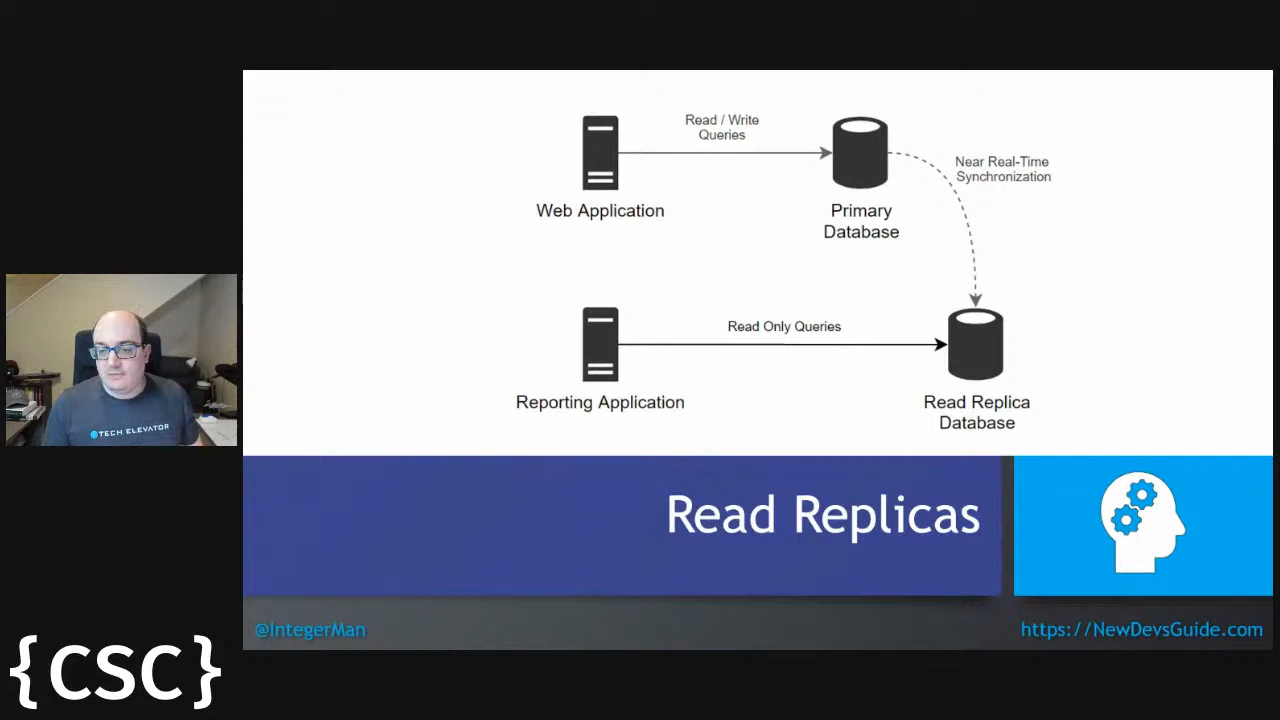 Read / Write
Queries
Near Real-Time
Synchronization
Web Application
Primary
Database
Read Only Queries
Reporting Application
Read Replica
Database
TECH ELEVATOR
Read Replicas
@IntegerMan
https://NewDevsGuide.com
{CSC}